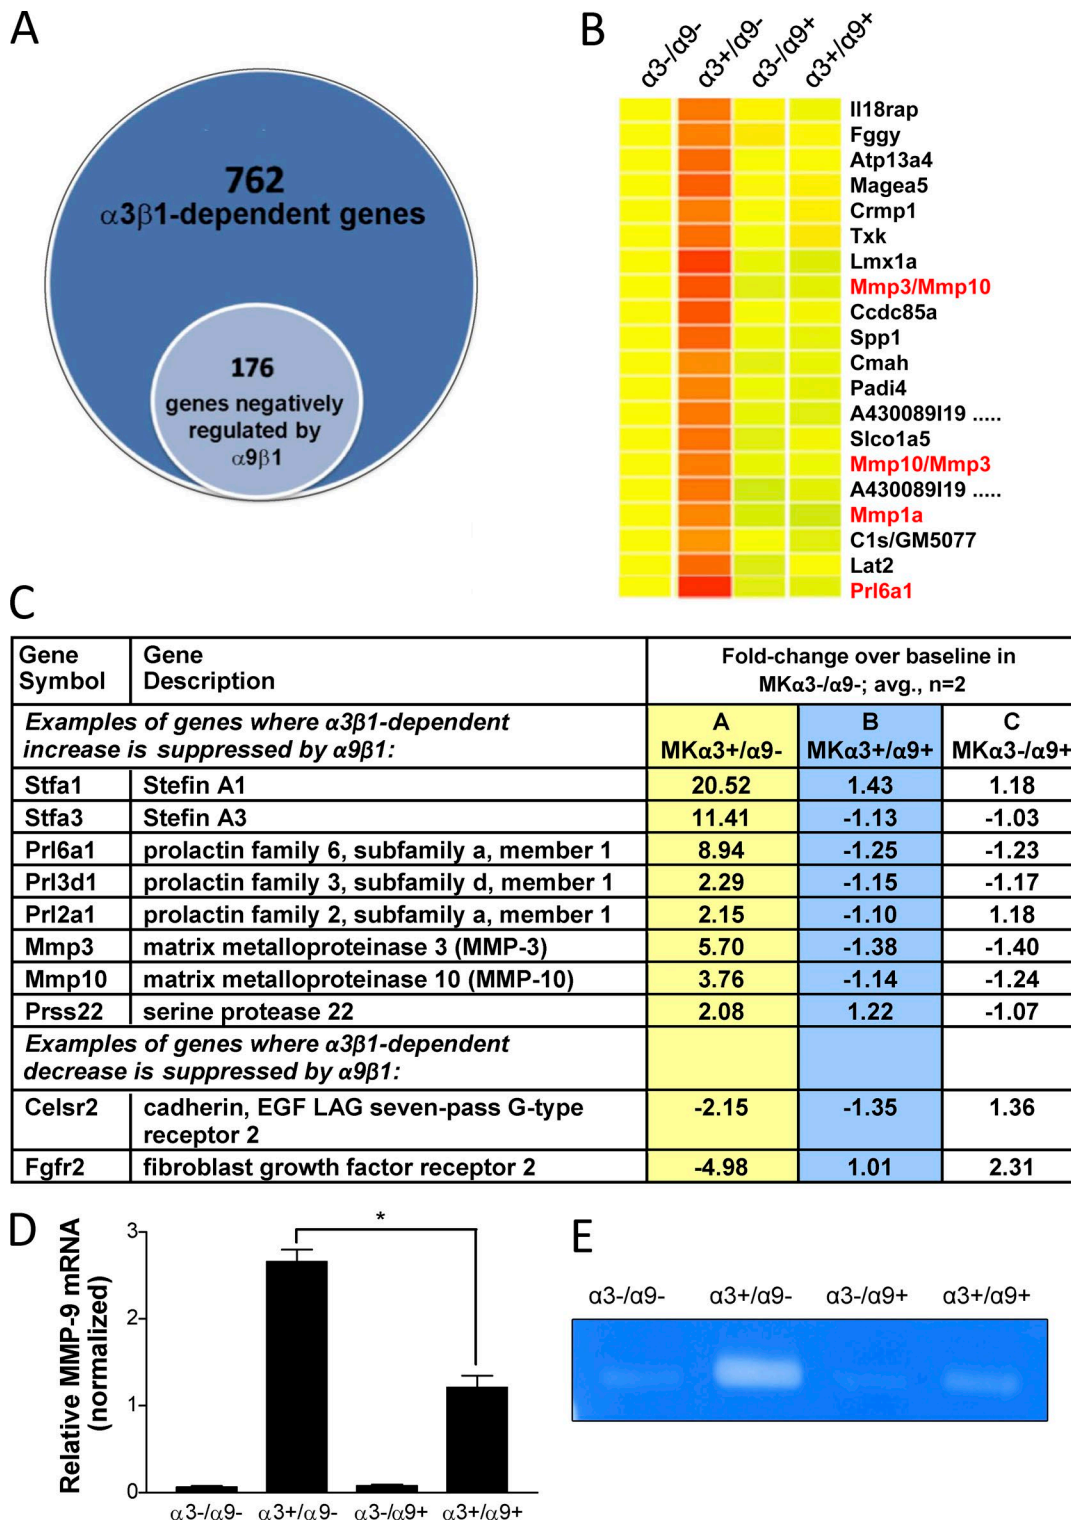 A
762
α3β1-dependent genes
176
genes negatively
regulated by
α9β1
B
α3-/α9-
α3+/α9-
α3-/α9+
α3+/α9+
Il18rap
Fggy
Atp13a4
Magea5
Crmp1
Txk
Lmx1a
Mmp3/Mmp10
Ccdc85a
Spp1
Cmah
Padi4
A430089I19 .....
Slco1a5
Mmp10/Mmp3
A430089I19 .....
Mmp1a
C1s/GM5077
Lat2
Prl6a1
C
Gene Symbol
Gene Description
Fold-change over baseline in
MKα3-/α9-; avg., n=2
Examples of genes where α3β1-dependent
increase is suppressed by α9β1:
A MKα3+/α9-
B MKα3+/α9+
C MKα3-/α9+
Stfa1 Stefin A1 20.52 1.43 1.18
Stfa3 Stefin A3 11.41 -1.13 -1.03
Prl6a1 prolactin family 6, subfamily a, member 1 8.94 -1.25 -1.23
Prl3d1 prolactin family 3, subfamily d, member 1 2.29 -1.15 -1.17
Prl2a1 prolactin family 2, subfamily a, member 1 2.15 -1.10 1.18
Mmp3 matrix metalloproteinase 3 (MMP-3) 5.70 -1.38 -1.40
Mmp10 matrix metalloproteinase 10 (MMP-10) 3.76 -1.14 -1.24
Prss22 serine protease 22 2.08 1.22 -1.07
Examples of genes where α3β1-dependent
decrease is suppressed by α9β1:
Celsr2 cadherin, EGF LAG seven-pass G-type -2.15 -1.35 1.36
receptor 2
Fgfr2 fibroblast growth factor receptor 2 -4.98 1.01 2.31
D
Relative MMP-9 mRNA
(normalized)
3
2
1
0
*
α3-/α9- α3+/α9- α3-/α9+ α3+/α9+
E
α3-/α9- α3+/α9- α3-/α9+ α3+/α9+